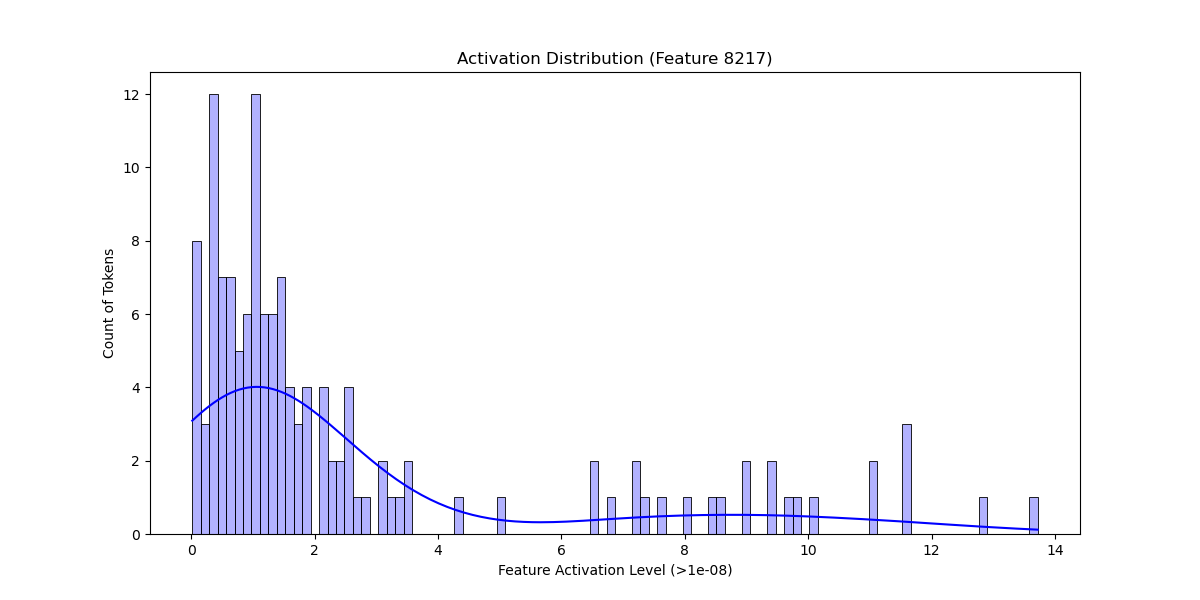 Activation Distribution (Feature 8217)
Count of Tokens
12
10
8
6
4
2
0
0 2 4 6 8 10 12 14
Feature Activation Level (>1e-08)